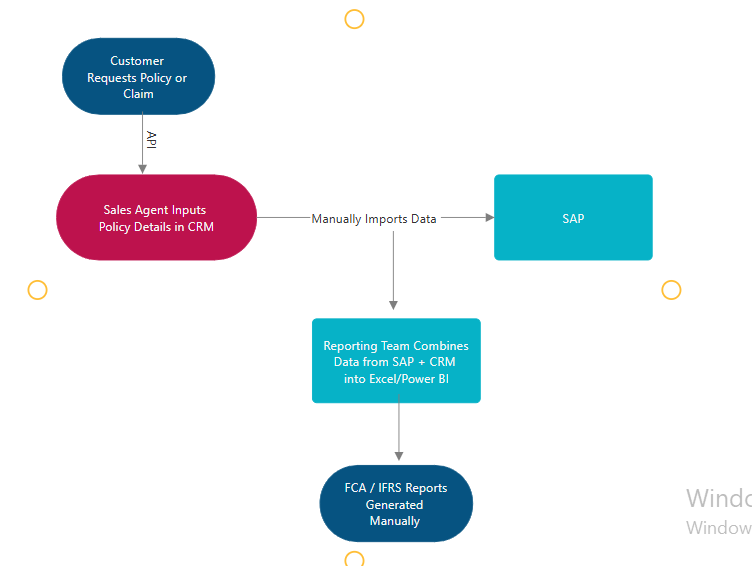 Customer
Requests Policy or
Claim
API
Sales Agent Inputs
Policy Details in CRM
Manually Imports Data
SAP
Reporting Team Combines
Data from SAP + CRM
into Excel/Power BI
FCA / IFRS Reports
Generated
Manually
Windo
Window